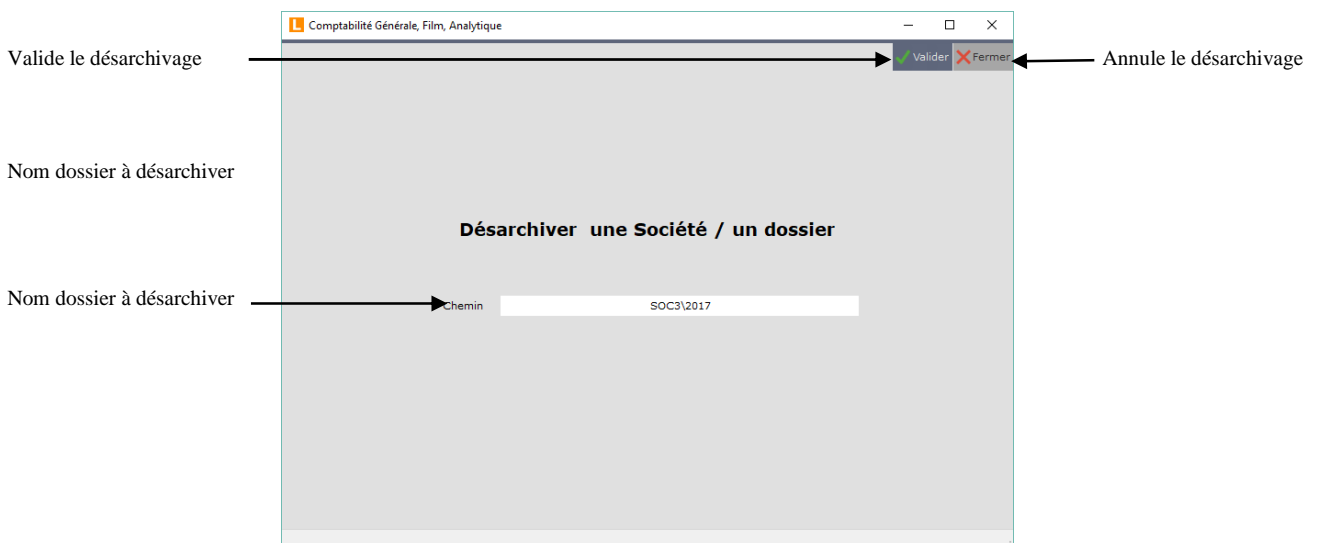 L Comptabilité Générale, Film, Analytique
Valide le désarchivage
Valider Fermer
Annule le désarchivage
Nom dossier à désarchiver
Désarchiver une Société / un dossier
Nom dossier à désarchiver
Chemin SOC3\2017